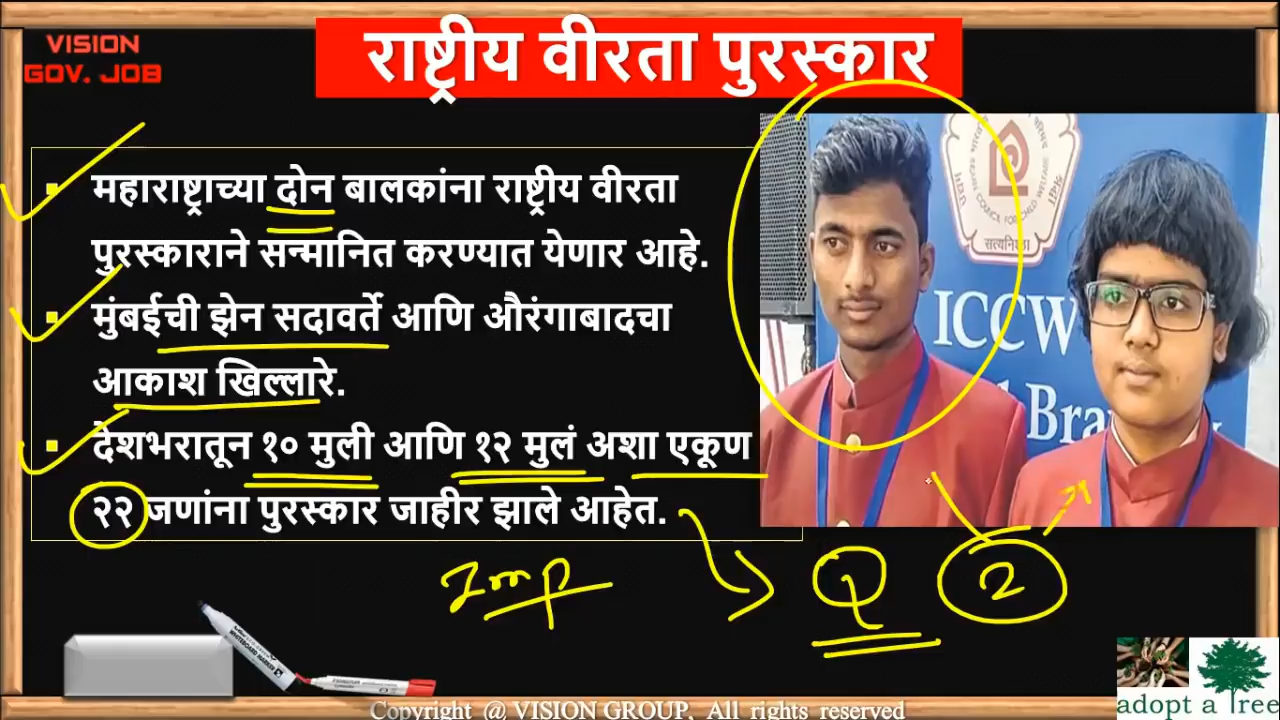 VISION
GOV. JOB
राष्ट्रीय वीरता पुरस्कार
महाराष्ट्राच्या दोन बालकांना राष्ट्रीय वीरता
पुरस्काराने सन्मानित करण्यात येणार आहे.
मुंबईची झेन सदावर्ते आणि औरंगाबादचा
आकाश खिल्लारे.
देशभरातून १० मुली आणि १२ मुलं अशा एकूण
२२ जणांना पुरस्कार जाहीर झाले आहेत.
सत्यनिष्ठा
ICCW
Imp
Q
2
adopt a Tree
Copyright @ VISION GROUP, All rights reserved